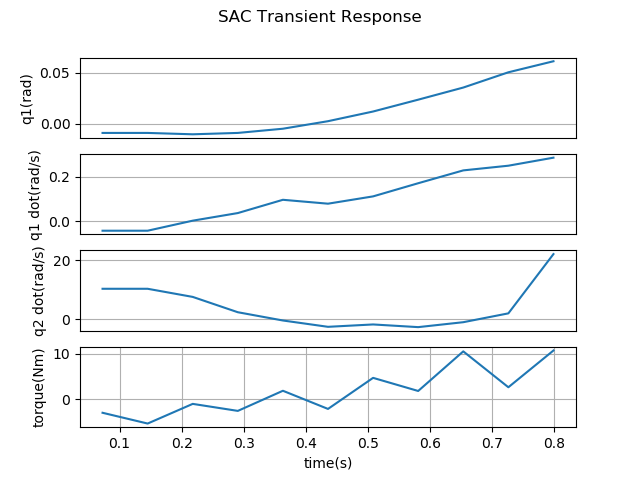 SAC Transient Response
q1(rad)
0.05
0.00
q1 dot(rad/s)
0.2
0.0
q2 dot(rad/s)
20
0
torque(Nm)
10
0
0.1 0.2 0.3 0.4 0.5 0.6 0.7 0.8
time(s)